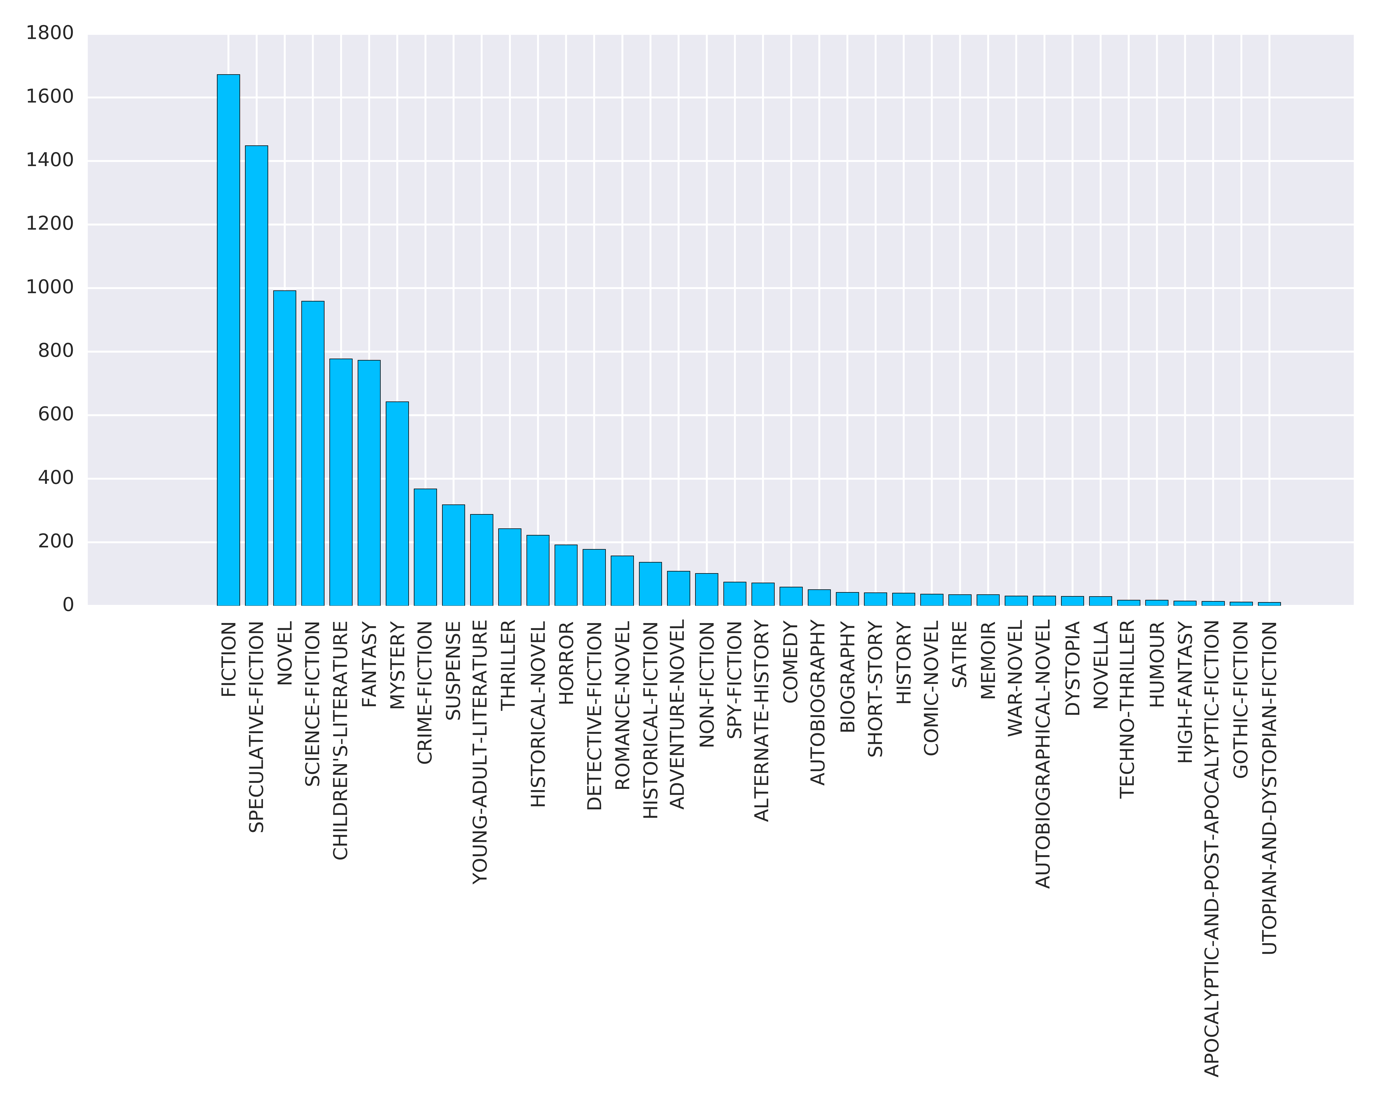 1800
1600
1400
1200
1000
800
600
400
200
0
FICTION
SPECULATIVE-FICTION
NOVEL
SCIENCE-FICTION
CHILDREN'S-LITERATURE
FANTASY
MYSTERY
CRIME-FICTION
SUSPENSE
YOUNG-ADULT-LITERATURE
THRILLER
HISTORICAL-NOVEL
HORROR
DETECTIVE-FICTION
ROMANCE-NOVEL
HISTORICAL-FICTION
ADVENTURE-NOVEL
NON-FICTION
SPY-FICTION
ALTERNATE-HISTORY
COMEDY
AUTOBIOGRAPHY
BIOGRAPHY
SHORT-STORY
HISTORY
COMIC-NOVEL
SATIRE
MEMOIR
WAR-NOVEL
AUTOBIOGRAPHICAL-NOVEL
DYSTOPIA
NOVELLA
TECHNO-THRILLER
HUMOUR
HIGH-FANTASY
APOCALYPTIC-AND-POST-APOCALYPTIC-FICTION
GOTHIC-FICTION
UTOPIAN-AND-DYSTOPIAN-FICTION